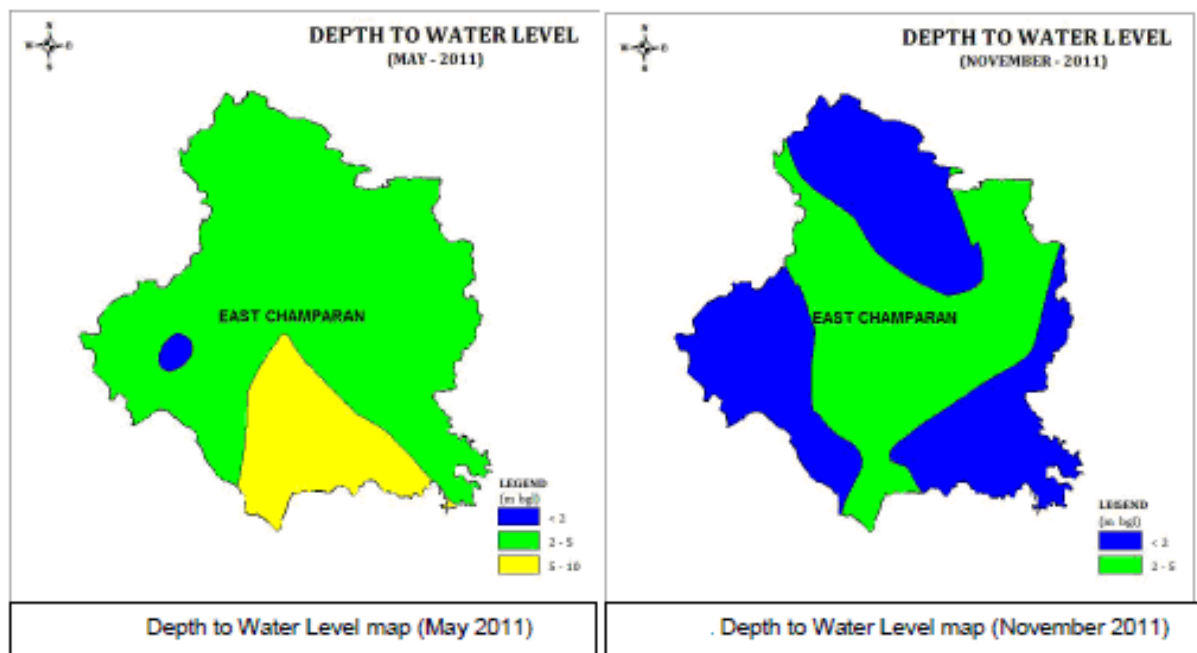 N
W
O
S
DEPTH TO WATER LEVEL
(MAY - 2011)
EAST CHAMPARAN
LEGEND
(m bgl)
< 2
2 - 5
5 - 10
Depth to Water Level map (May 2011)
N
W
O
S
DEPTH TO WATER LEVEL
(NOVEMBER - 2011)
EAST CHAMPARAN
LEGEND
(m bgl)
< 2
2 - 5
. Depth to Water Level map (November 2011)